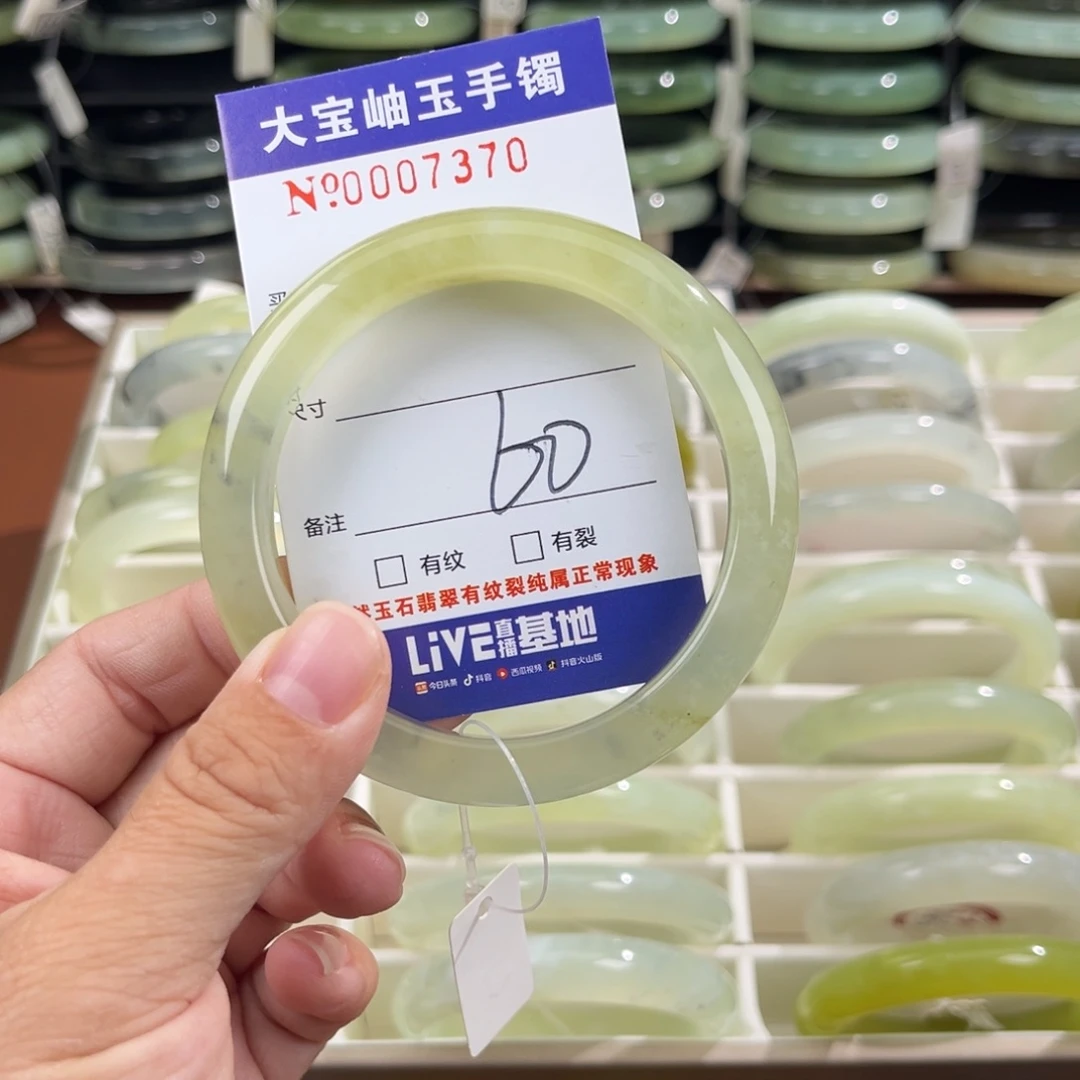 大宝岫玉手镯
№0007370
尺寸
60
备注
□ 有纹 □ 有裂
玉石翡翠有纹裂纯属正常现象
LiVE直播基地
今日头条 抖音 西瓜视频 抖音火山版